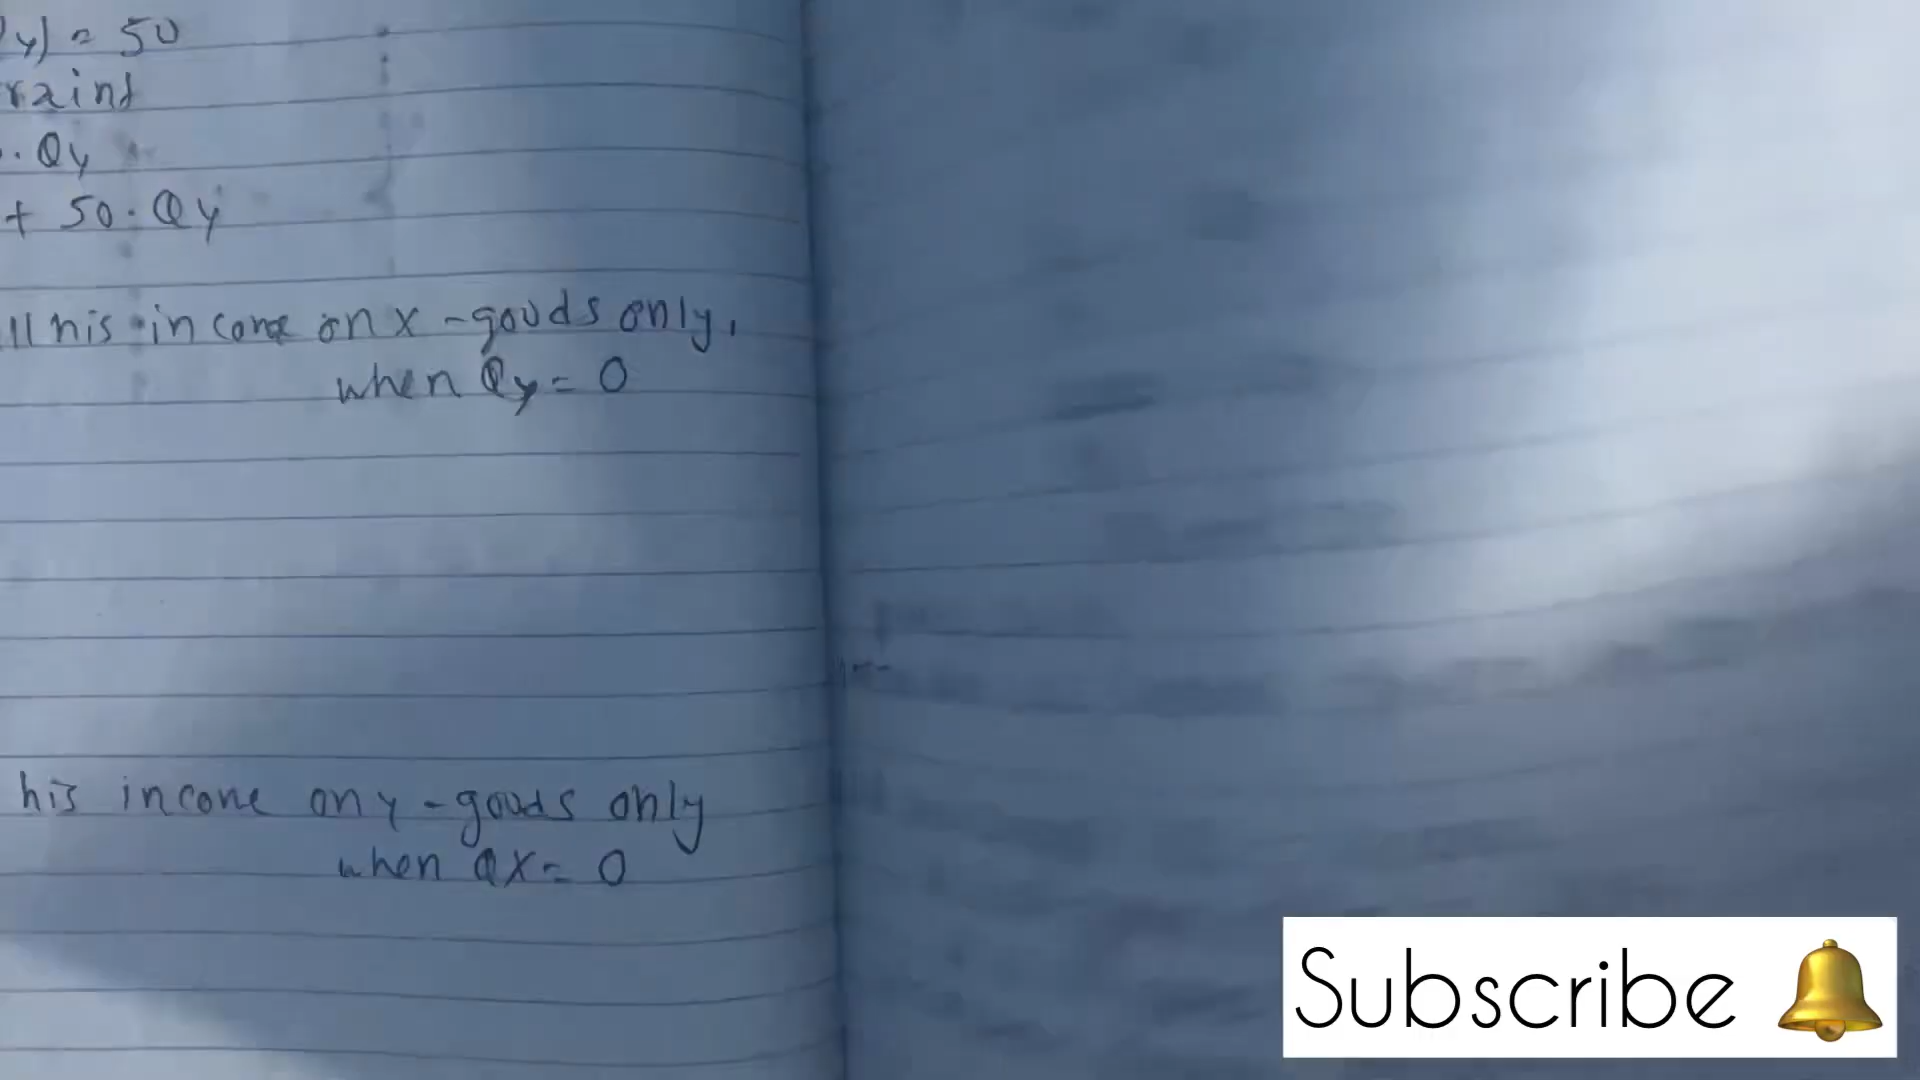 y) = 50
raint
. Qy
+ 50. Qy
ll his income on x-goods only,
when Qy = 0
his income on y-goods only
when QX = 0
Subscribe